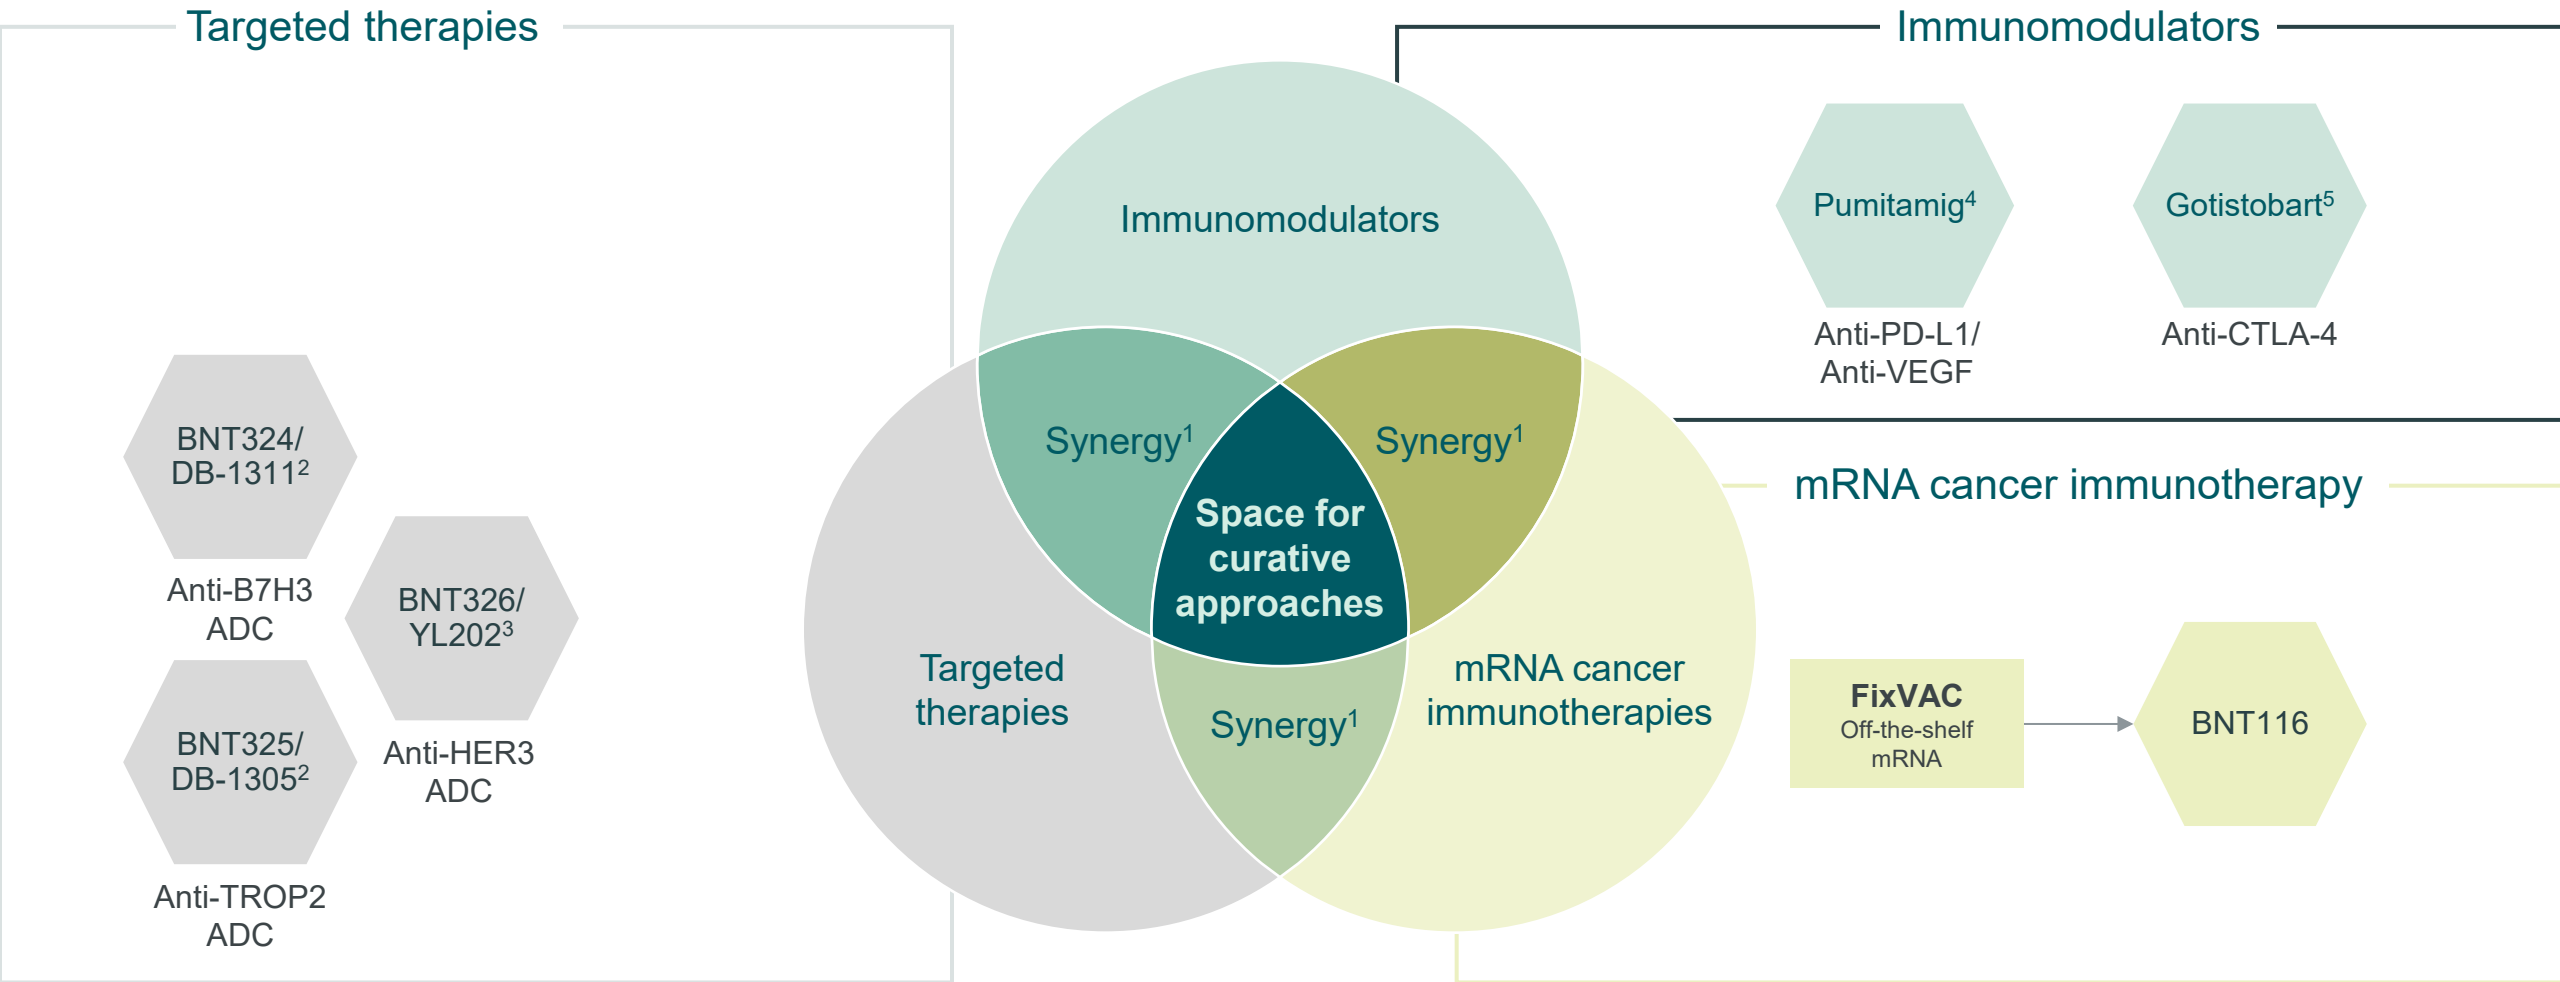 Targeted therapies
BNT324/
DB-1311²
Anti-B7H3
ADC
BNT326/
YL202³
Anti-HER3
ADC
BNT325/
DB-1305²
Anti-TROP2
ADC
Immunomodulators
Synergy¹
Synergy¹
Space for
curative
approaches
Targeted
therapies
mRNA cancer
immunotherapies
Synergy¹
Immunomodulators
Pumitamig⁴
Anti-PD-L1/
Anti-VEGF
Gotistobart⁵
Anti-CTLA-4
mRNA cancer immunotherapy
FixVAC
Off-the-shelf
mRNA
BNT116